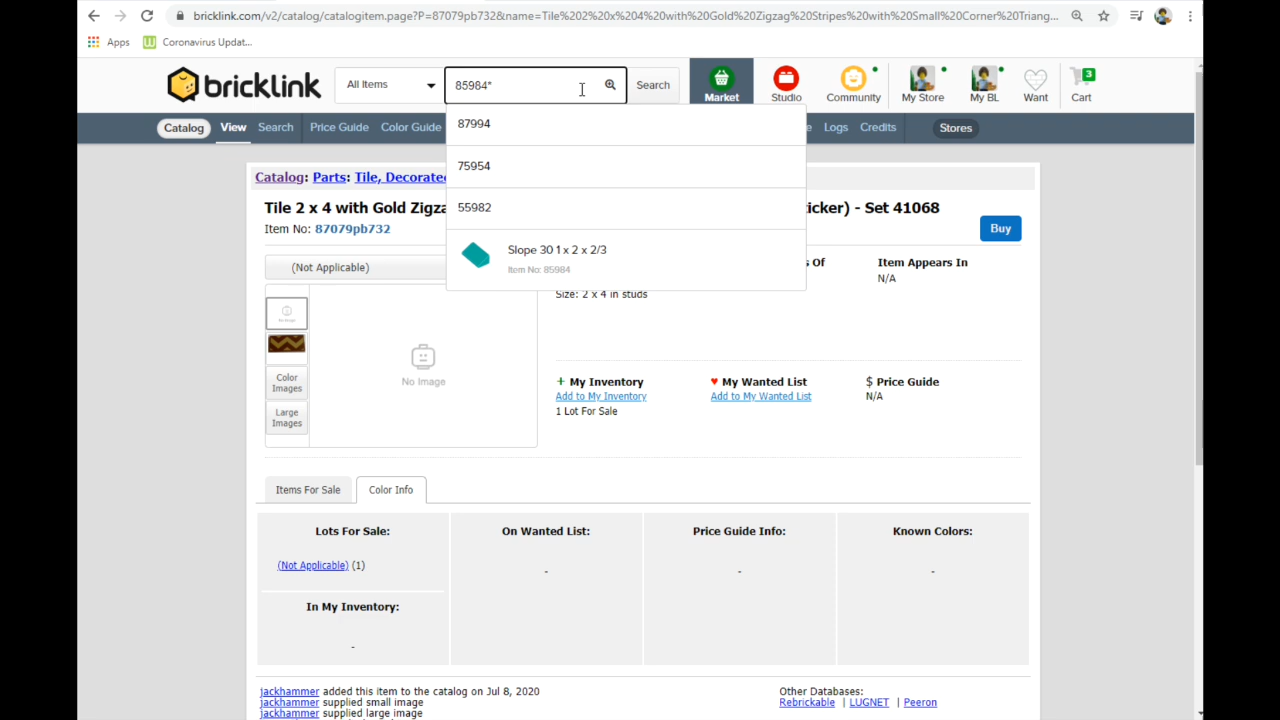 bricklink.com/v2/catalog/catalogitem.page?P=87079pb732&name=Tile%202%20x%204%20with%20Gold%20Zigzag%20Stripes%20with%20Small%20Corner%20Triang...
Apps
Coronavirus Updat...
bricklink
All Items
85984*
Search
Market
Studio
Community
My Store
My BL
Want
3
Cart
Catalog
View
Search
Price Guide
Color Guide
Logs
Credits
Stores
87994
75954
55982
Slope 30 1 x 2 x 2/3
Item No: 85984
Catalog: Parts: Tile, Decorate
Tile 2 x 4 with Gold Zigza
icker) - Set 41068
Item No: 87079pb732
Buy
(Not Applicable)
s Of
Item Appears In
N/A
Size: 2 x 4 in studs
No Image
Color
Images
Large
Images
+ My Inventory
Add to My Inventory
1 Lot For Sale
♥ My Wanted List
Add to My Wanted List
$ Price Guide
N/A
Items For Sale
Color Info
Lots For Sale:
On Wanted List:
Price Guide Info:
Known Colors:
(Not Applicable) (1)
-
-
-
In My Inventory:
-
jackhammer added this item to the catalog on Jul 8, 2020
jackhammer supplied small image
jackhammer supplied large image
Other Databases:
Rebrickable | LUGNET | Peeron